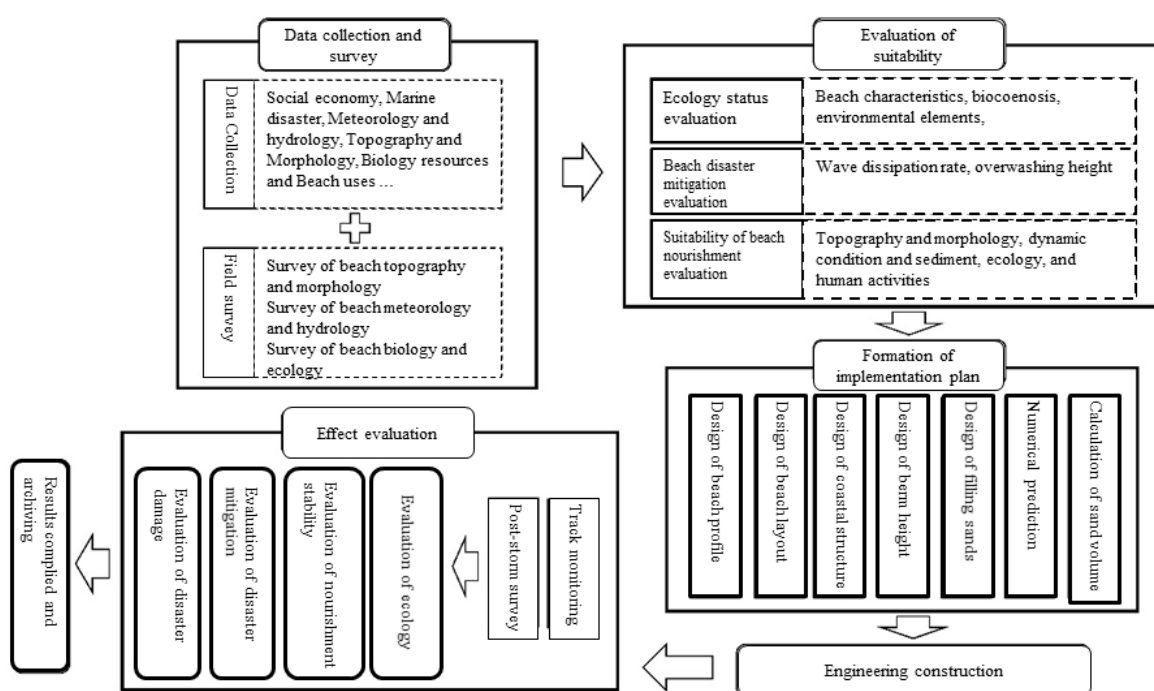 Data collection and
survey
Data Collection
Social economy, Marine
disaster, Meteorology and
hydrology, Topography and
Morphology, Biology resources
and Beach uses ...
Field survey
Survey of beach topography
and morphology
Survey of beach meteorology
and hydrology
Survey of beach biology and
ecology
Evaluation of
suitability
Ecology status
evaluation
Beach characteristics, biocoenosis,
environmental elements,
Beach disaster
mitigation
evaluation
Wave dissipation rate, overwashing height
Suitability of beach
nourishment
evaluation
Topography and morphology, dynamic
condition and sediment, ecology, and
human activities
Formation of
implementation plan
Design of beach profile
Design of beach layout
Design of coastal structure
Design of berm height
Design of filling sands
Numerical prediction
Calculation of sand volume
Engineering construction
Effect evaluation
Track monitoring
Post-storm survey
Evaluation of ecology
Evaluation of nourishment
stability
Evaluation of disaster
mitigation
Evaluation of disaster
damage
Results complied and
archiving